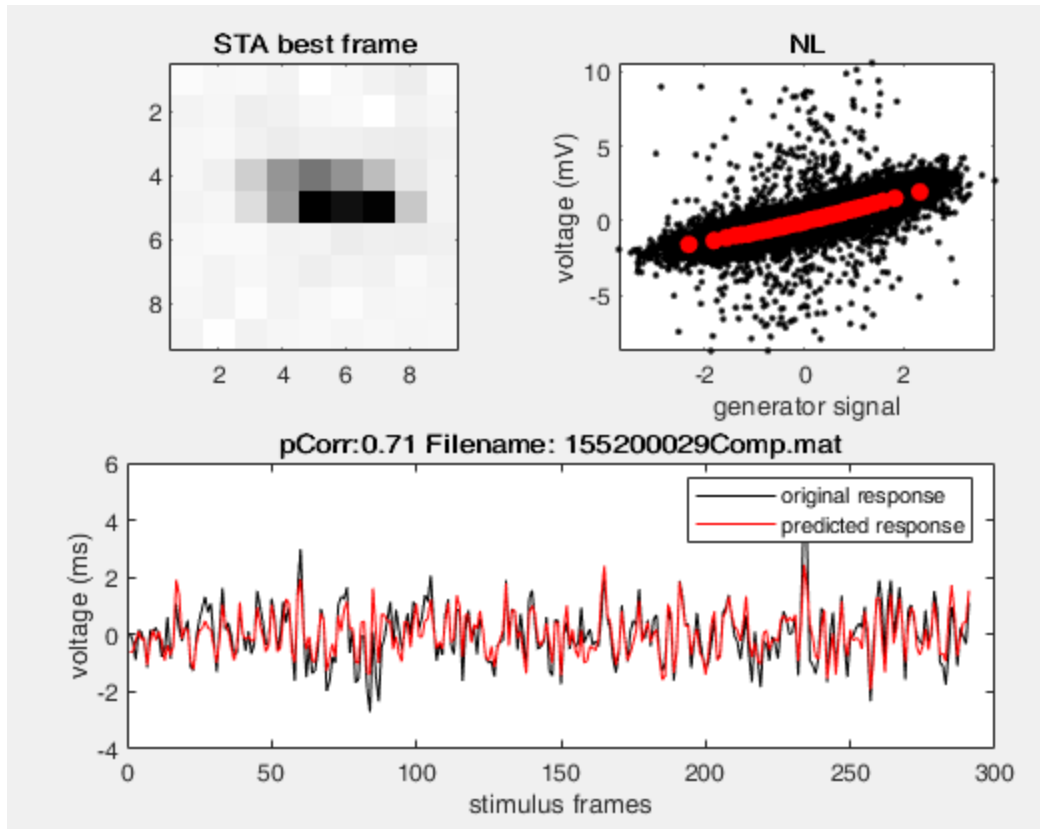 STA best frame
2
4
6
8
2 4 6 8
NL
10
5
0
-5
voltage (mV)
-2 0 2
generator signal
pCorr:0.71 Filename: 155200029Comp.mat
6
4
2
0
-2
-4
voltage (ms)
original response
predicted response
0 50 100 150 200 250 300
stimulus frames